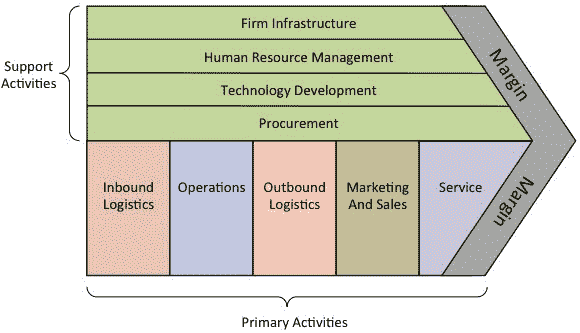 Support
Activities
Firm Infrastructure
Human Resource Management
Technology Development
Procurement
Margin
Inbound
Logistics
Operations
Outbound
Logistics
Marketing
And Sales
Service
Margin
Primary Activities